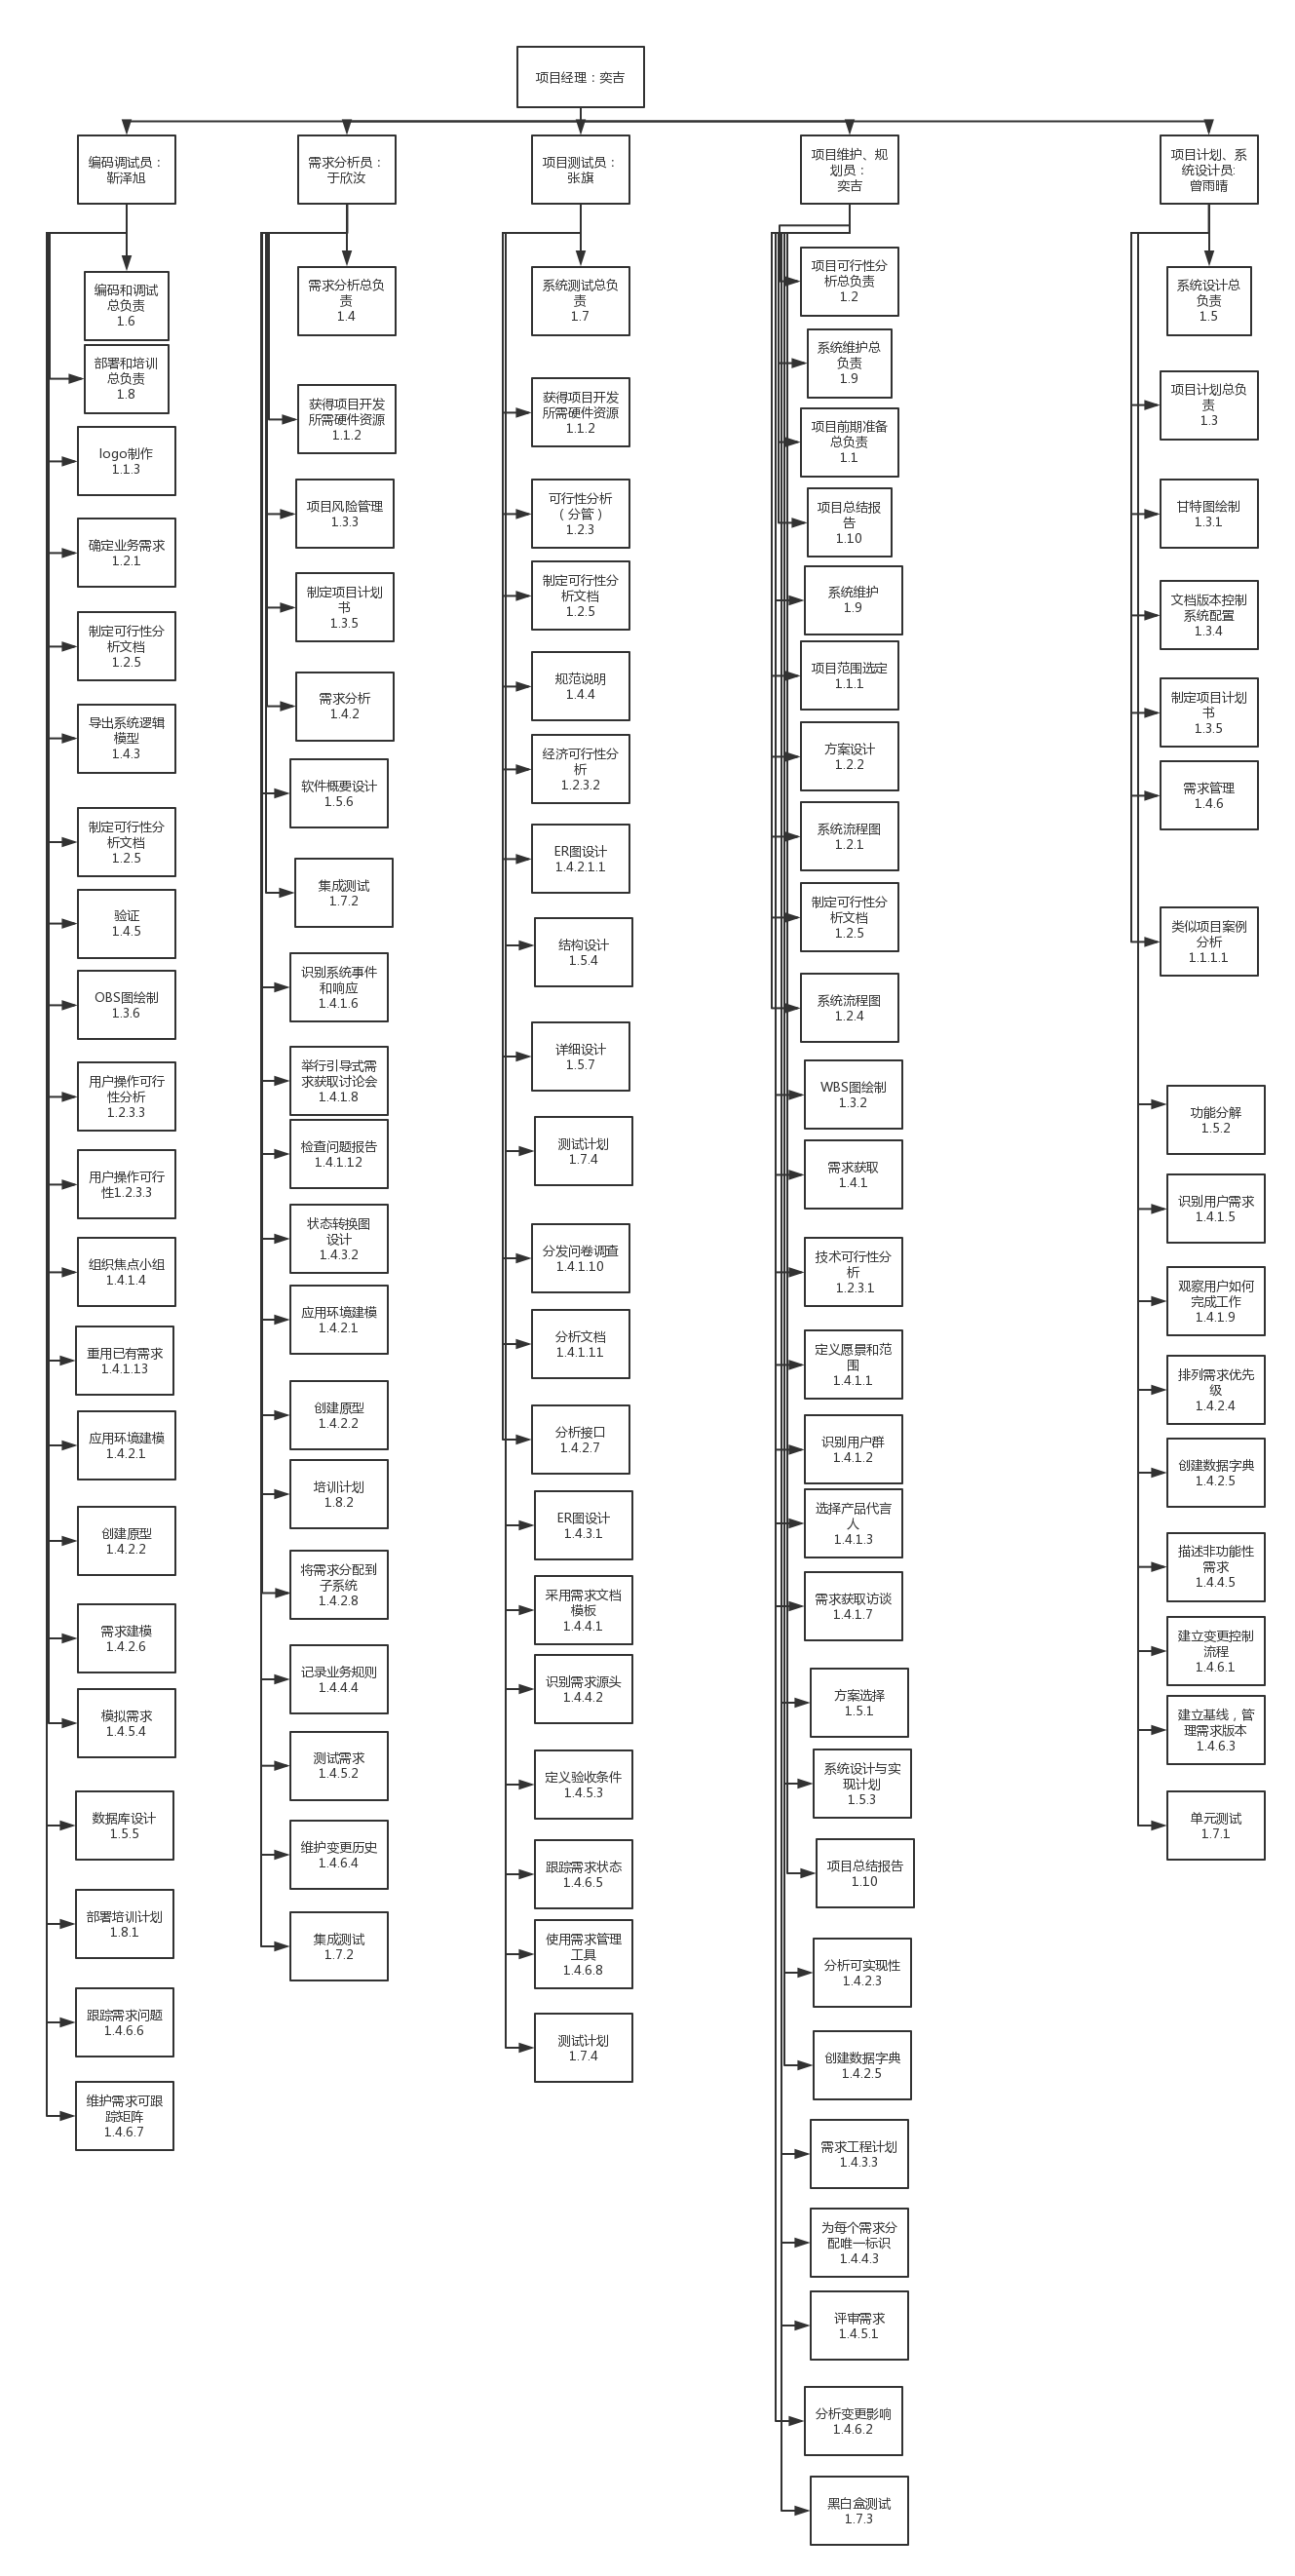 项目经理：奕吉
编码调试员：
靳泽旭
编码和调试
总负责
1.6
部署和培训
总负责
1.8
logo制作
1.1.3
确定业务需求
1.2.1
制定可行性分
析文档
1.2.5
导出系统逻辑
模型
1.4.3
制定可行性分
析文档
1.2.5
验证
1.4.5
OBS图绘制
1.3.6
用户操作可行
性分析
1.2.3.3
用户操作可行
性1.2.3.3
组织焦点小组
1.4.1.4
重用已有需求
1.4.1.13
应用环境建模
1.4.2.1
创建原型
1.4.2.2
需求建模
1.4.2.6
模拟需求
1.4.5.4
数据库设计
1.5.5
部署培训计划
1.8.1
跟踪需求问题
1.4.6.6
维护需求可跟
踪矩阵
1.4.6.7
需求分析员：
于欣汝
需求分析总负
责
1.4
获得项目开发
所需硬件资源
1.1.2
项目风险管理
1.3.3
制定项目计划
书
1.3.5
需求分析
1.4.2
软件概要设计
1.5.6
集成测试
1.7.2
识别系统事件
和响应
1.4.1.6
举行引导式需
求获取讨论会
1.4.1.8
检查问题报告
1.4.1.12
状态转换图
设计
1.4.3.2
应用环境建模
1.4.2.1
创建原型
1.4.2.2
培训计划
1.8.2
将需求分配到
子系统
1.4.2.8
记录业务规则
1.4.4.4
测试需求
1.4.5.2
维护变更历史
1.4.6.4
集成测试
1.7.2
项目测试员：
张旗
系统测试总负
责
1.7
获得项目开发
所需硬件资源
1.1.2
可行性分析
（分管）
1.2.3
制定可行性分
析文档
1.2.5
规范说明
1.4.4
经济可行性分
析
1.2.3.2
ER图设计
1.4.2.1.1
结构设计
1.5.4
详细设计
1.5.7
测试计划
1.7.4
分发问卷调查
1.4.1.10
分析文档
1.4.1.11
分析接口
1.4.2.7
ER图设计
1.4.3.1
采用需求文档
模板
1.4.4.1
识别需求源头
1.4.4.2
定义验收条件
1.4.5.3
跟踪需求状态
1.4.6.5
使用需求管理
工具
1.4.6.8
测试计划
1.7.4
项目维护、规
划员：
奕吉
项目可行性分
析总负责
1.2
系统维护总
负责
1.9
项目前期准备
总负责
1.1
项目总结报
告
1.10
系统维护
1.9
项目范围选定
1.1.1
方案设计
1.2.2
系统流程图
1.2.1
制定可行性分
析文档
1.2.5
系统流程图
1.2.4
WBS图绘制
1.3.2
需求获取
1.4.1
技术可行性分
析
1.2.3.1
定义愿景和范
围
1.4.1.1
识别用户群
1.4.1.2
选择产品代言
人
1.4.1.3
需求获取访谈
1.4.1.7
方案选择
1.5.1
系统设计与实
现计划
1.5.3
项目总结报告
1.10
分析可实现性
1.4.2.3
创建数据字典
1.4.2.5
需求工程计划
1.4.3.3
为每个需求分
配唯一标识
1.4.4.3
评审需求
1.4.5.1
分析变更影响
1.4.6.2
黑白盒测试
1.7.3
项目计划、系
统设计员:
曾雨晴
系统设计总
负责
1.5
项目计划总负
责
1.3
甘特图绘制
1.3.1
文档版本控制
系统配置
1.3.4
制定项目计划
书
1.3.5
需求管理
1.4.6
类似项目案例
分析
1.1.1.1
功能分解
1.5.2
识别用户需求
1.4.1.5
观察用户如何
完成工作
1.4.1.9
排列需求优先
级
1.4.2.4
创建数据字典
1.4.2.5
描述非功能性
需求
1.4.4.5
建立变更控制
流程
1.4.6.1
建立基线，管
理需求版本
1.4.6.3
单元测试
1.7.1